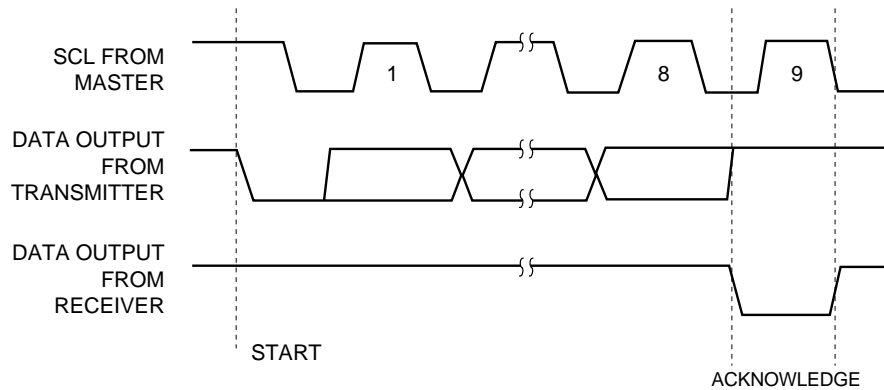 SCL FROM
MASTER
1
8
9
DATA OUTPUT
FROM
TRANSMITTER
DATA OUTPUT
FROM
RECEIVER
START
ACKNOWLEDGE